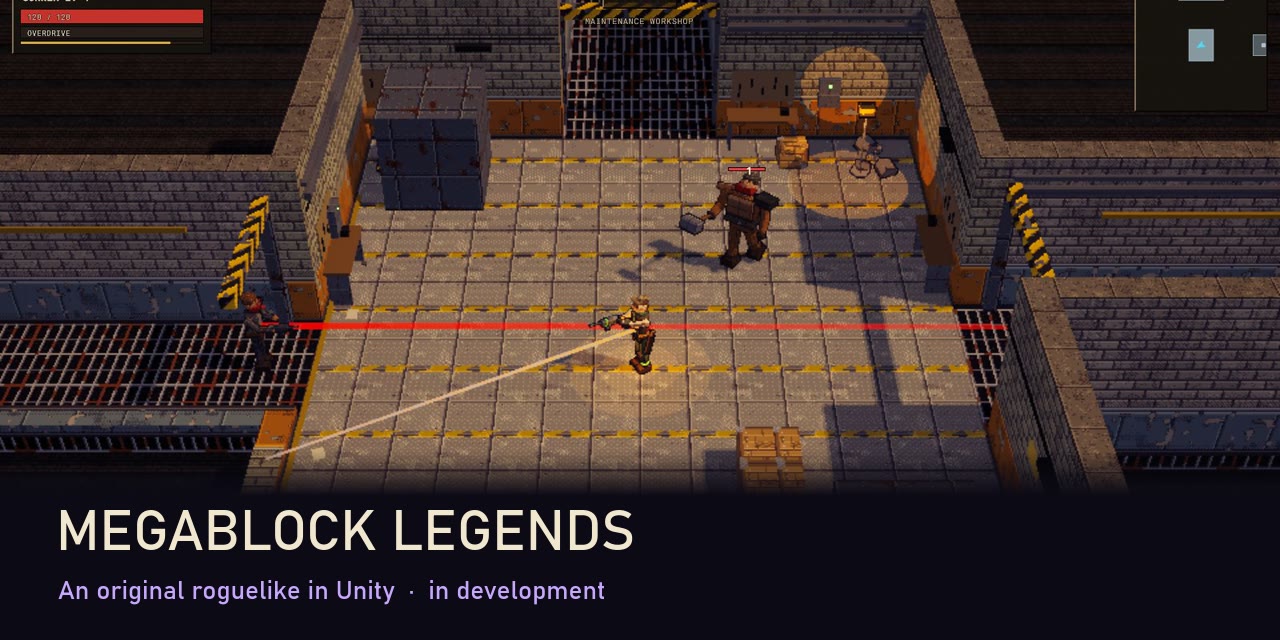 120 / 120
OVERDRIVE
MAINTENANCE WORKSHOP
MEGABLOCK LEGENDS
An original roguelike in Unity · in development